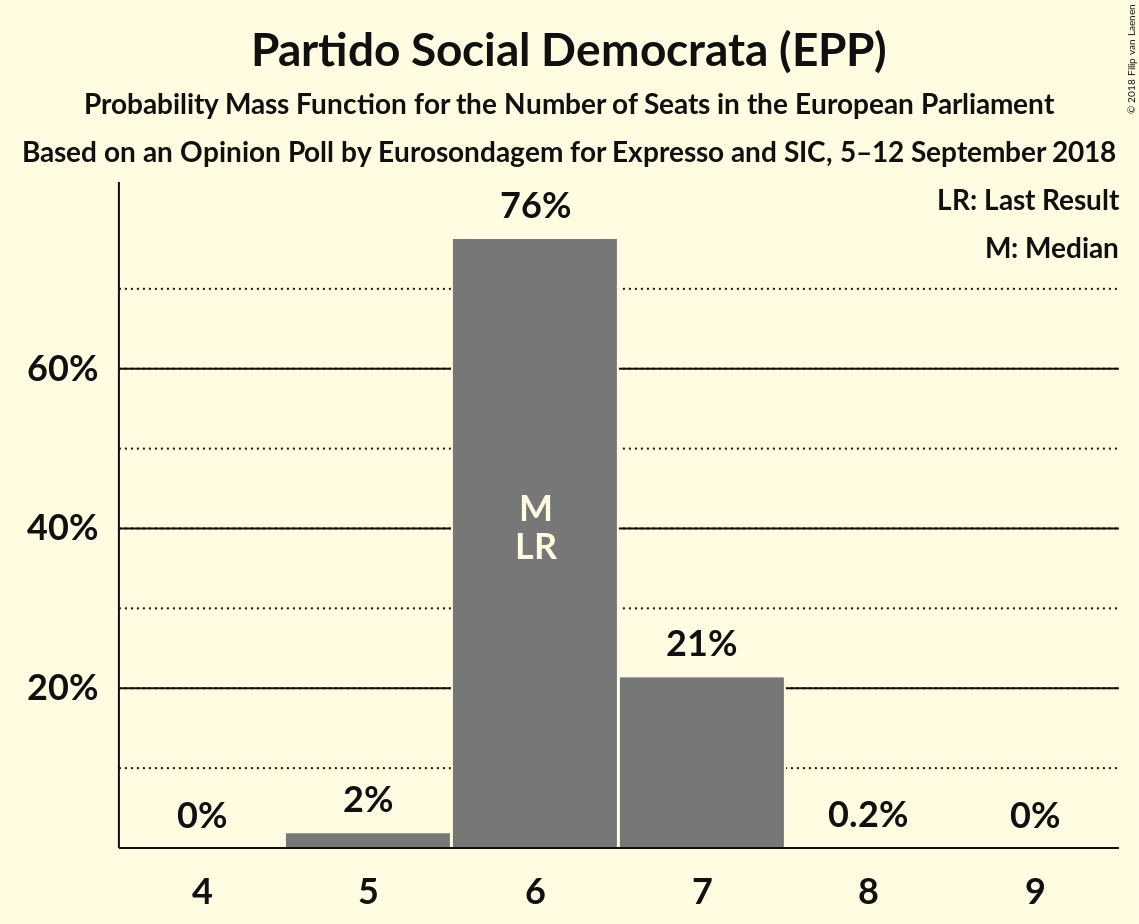 Partido Social Democrata (EPP)
Probability Mass Function for the Number of Seats in the European Parliament
Based on an Opinion Poll by Eurosondagem for Expresso and SIC, 5–12 September 2018
© 2018 Filip van Laenen
LR: Last Result
M: Median
76%
60%
M
40%
LR
21%
20%
2%
0%
0.2%
0%
4 5 6 7 8 9